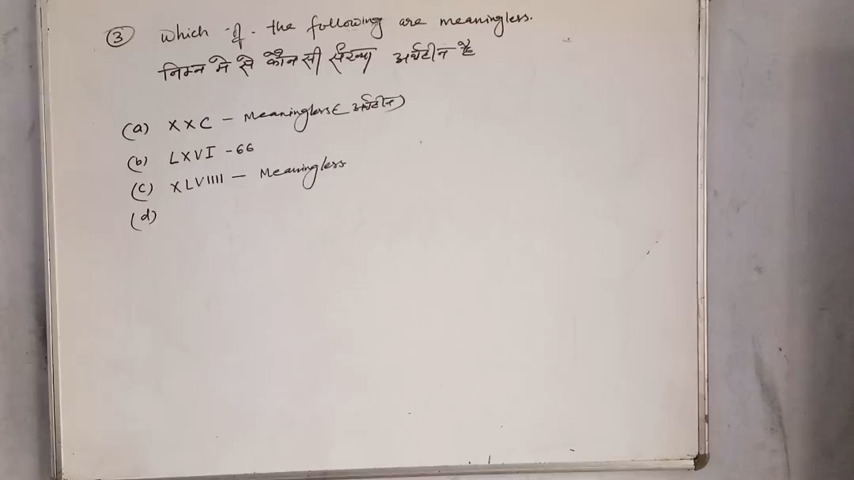 ③ Which of the following are meaningless.
निम्न मे से कौन सी संख्या अर्थहीन है
(a) XXC - Meaningless (अर्थहीन)
(b) LXVI - 66
(c) XLVIIII - Meaningless
(d)